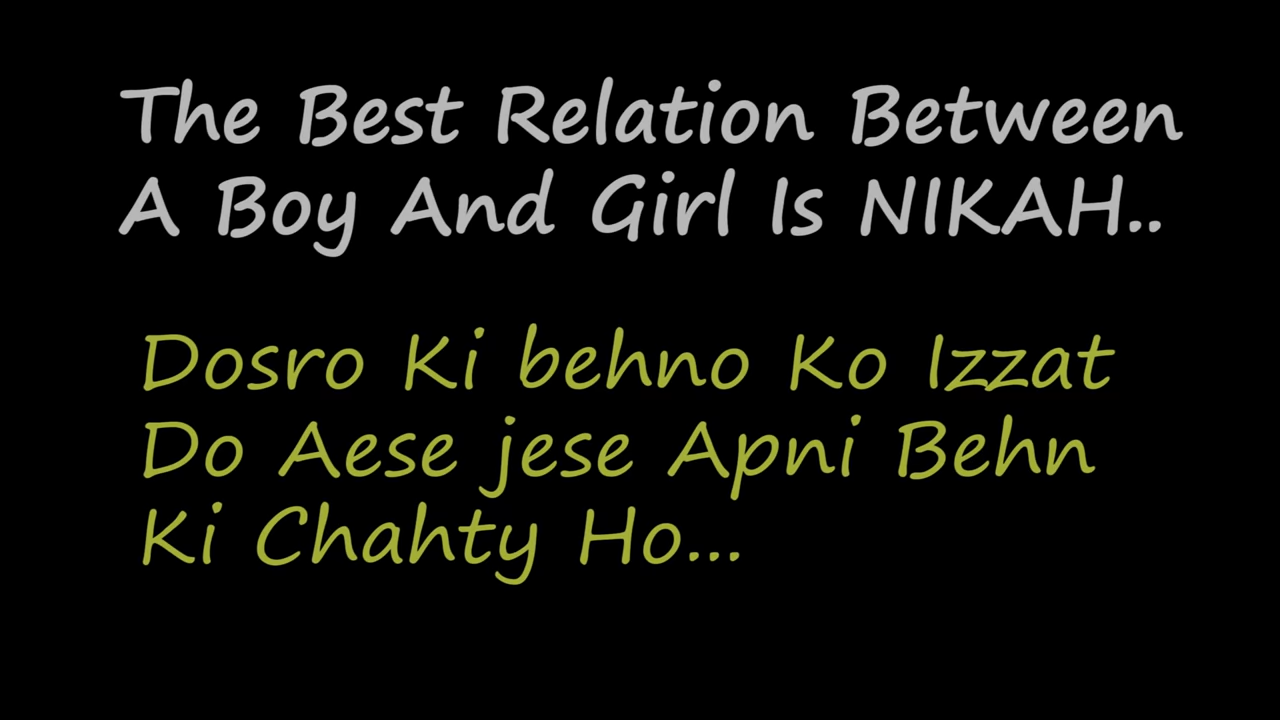 The Best Relation Between
A Boy And Girl Is NIKAH..
Dosro Ki behno Ko Izzat
Do Aese jese Apni Behn
Ki Chahty Ho...